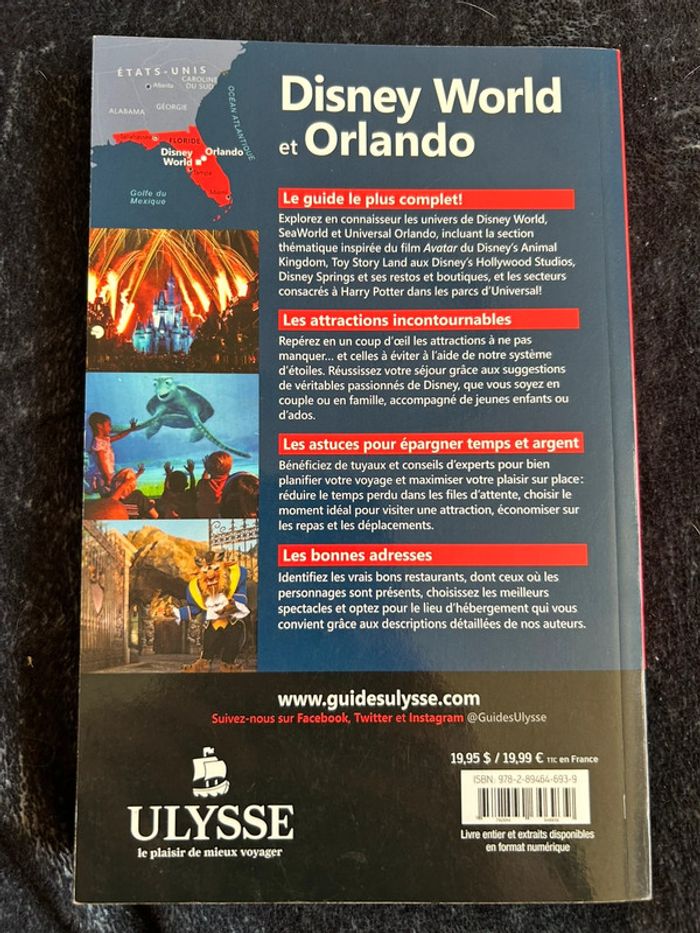 ÉTATS-UNIS
Atlanta
CAROLINE
DU SUD
ALABAMA
GÉORGIE
OCÉAN ATLANTIQUE
Tallahassee
FLORIDE
Disney
World
Orlando
Tampa
Miami
Golfe du
Mexique
Disney World
et Orlando
Le guide le plus complet!
Explorez en connaisseur les univers de Disney World,
SeaWorld et Universal Orlando, incluant la section
thématique inspirée du film Avatar du Disney's Animal
Kingdom, Toy Story Land aux Disney's Hollywood Studios,
Disney Springs et ses restos et boutiques, et les secteurs
consacrés à Harry Potter dans les parcs d'Universal!
Les attractions incontournables
Repérez en un coup d'œil les attractions à ne pas
manquer... et celles à éviter à l'aide de notre système
d'étoiles. Réussissez votre séjour grâce aux suggestions
de véritables passionnés de Disney, que vous soyez en
couple ou en famille, accompagné de jeunes enfants ou
d'ados.
Les astuces pour épargner temps et argent
Bénéficiez de tuyaux et conseils d'experts pour bien
planifier votre voyage et maximiser votre plaisir sur place:
réduire le temps perdu dans les files d'attente, choisir le
moment idéal pour visiter une attraction, économiser sur
les repas et les déplacements.
Les bonnes adresses
Identifiez les vrais bons restaurants, dont ceux où les
personnages sont présents, choisissez les meilleurs
spectacles et optez pour le lieu d'hébergement qui vous
convient grâce aux descriptions détaillées de nos auteurs.
www.guidesulysse.com
Suivez-nous sur Facebook, Twitter et Instagram @GuidesUlysse
19,95 $ / 19,99 € TTC en France
ISBN: 978-2-89464-693-9
Livre entier et extraits disponibles
en format numérique
ULYSSE
le plaisir de mieux voyager